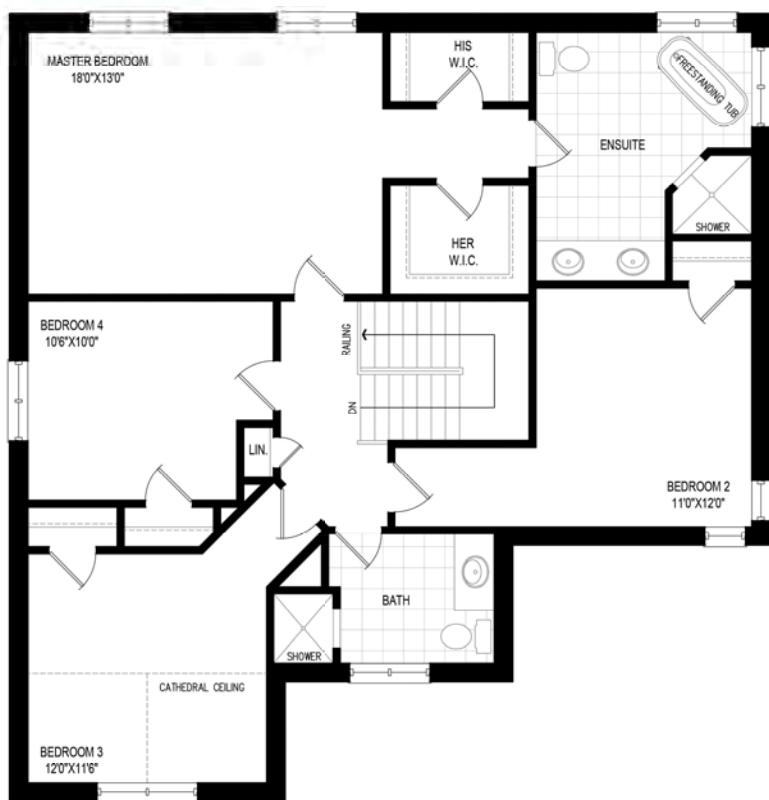 MASTER BEDROOM
18'0"X13'0"
HIS
W.I.C.
FREESTANDING TUB
ENSUITE
SHOWER
HER
W.I.C.
BEDROOM 4
10'6"X10'0"
RAILING
DN
LIN.
BEDROOM 2
11'0"X12'0"
BATH
SHOWER
CATHEDRAL CEILING
BEDROOM 3
12'0"X11'6"